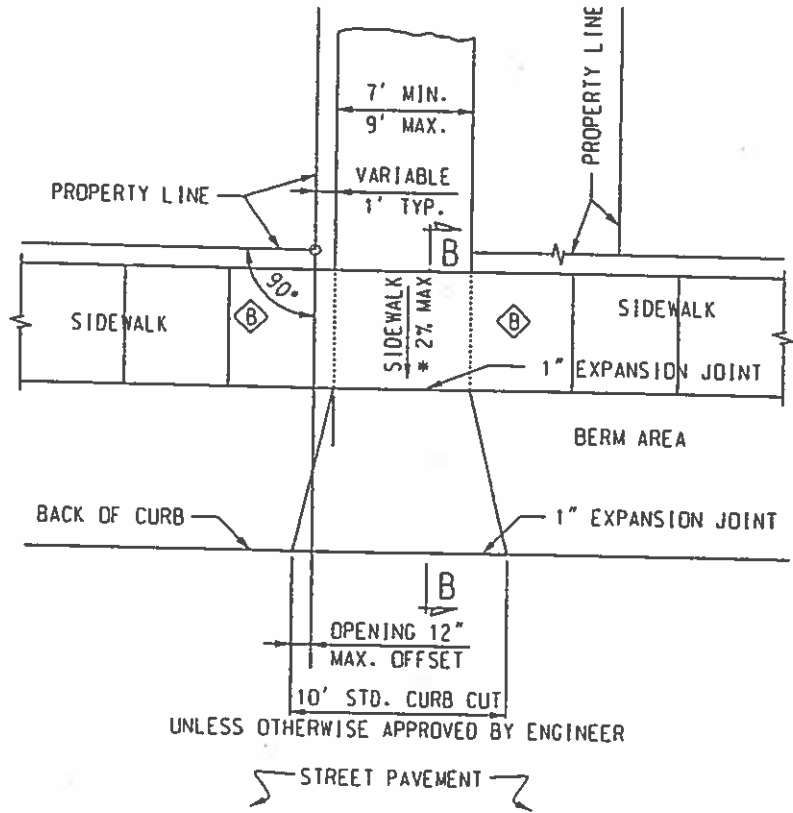 7' MIN.
9' MAX.
PROPERTY LINE
VARIABLE
1' TYP.
PROPERTY LINE
B
90°
SIDEWALK
B
SIDEWALK
* 2% MAX
B
SIDEWALK
1" EXPANSION JOINT
BERM AREA
BACK OF CURB
1" EXPANSION JOINT
B
OPENING 12"
MAX. OFFSET
10' STD. CURB CUT
UNLESS OTHERWISE APPROVED BY ENGINEER
STREET PAVEMENT